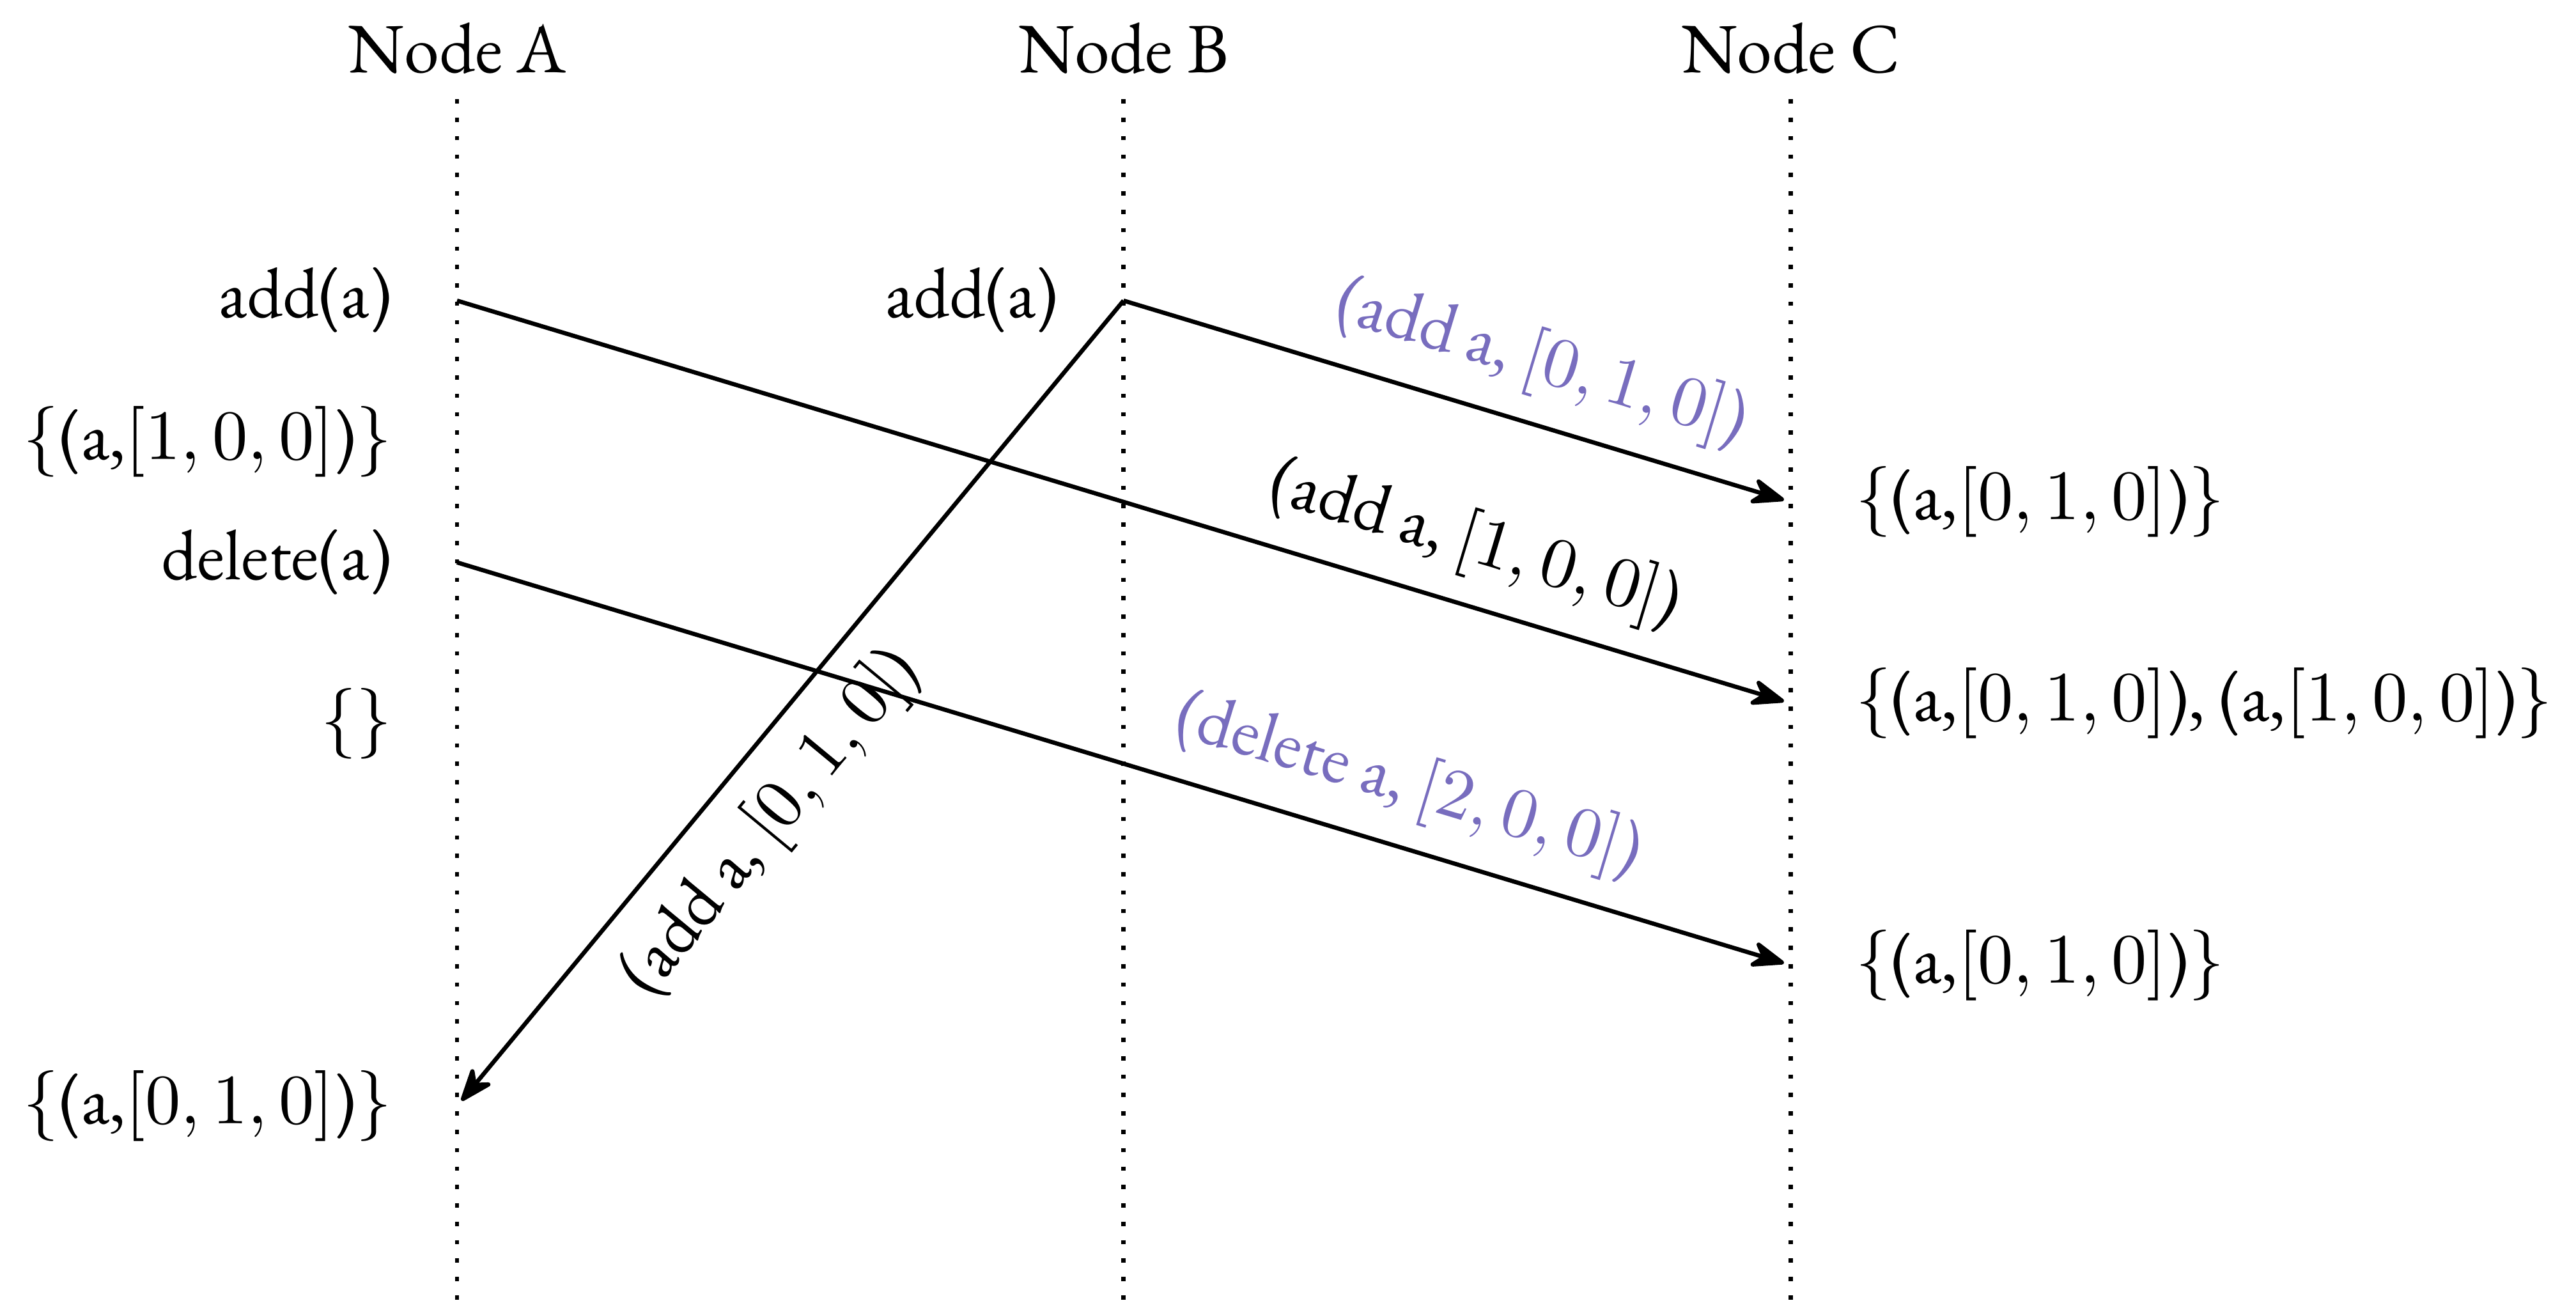 Node A
Node B
Node C
add(a)
add(a)
(add a, [0, 1, 0])
{(a,[1, 0, 0])}
{(a,[0, 1, 0])}
(add a, [1, 0, 0])
delete(a)
{}
{(a,[0, 1, 0]), (a,[1, 0, 0])}
(delete a, [2, 0, 0])
(add a, [0, 1, 0])
{(a,[0, 1, 0])}
{(a,[0, 1, 0])}